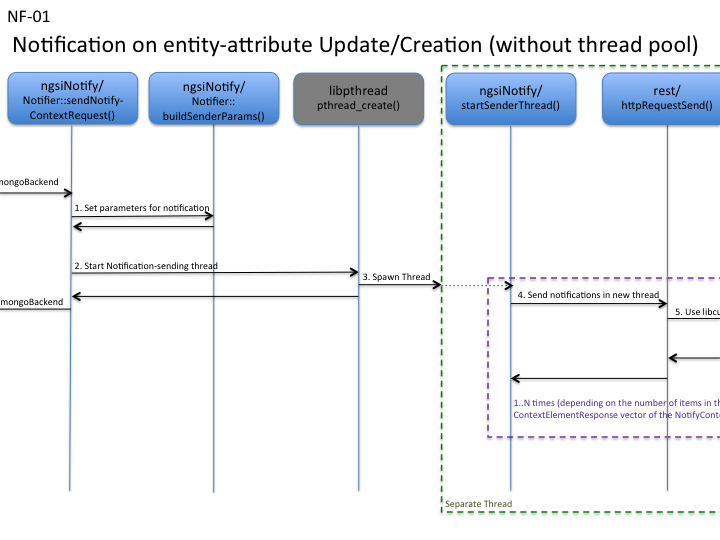 NF-01
Notification on entity-attribute Update/Creation (without thread pool)
ngsiNotify/
Notifier::sendNotify-
ContextRequest()
ngsiNotify/
Notifier::
buildSenderParams()
libpthread
pthread_create()
ngsiNotify/
startSenderThread()
rest/
httpRequestSend()
mongoBackend
1. Set parameters for notification
2. Start Notification-sending thread
3. Spawn Thread
4. Send notifications in new thread
5. Use libcu
mongoBackend
1..N times (depending on the number of items in th
ContextElementResponse vector of the NotifyConte
Separate Thread